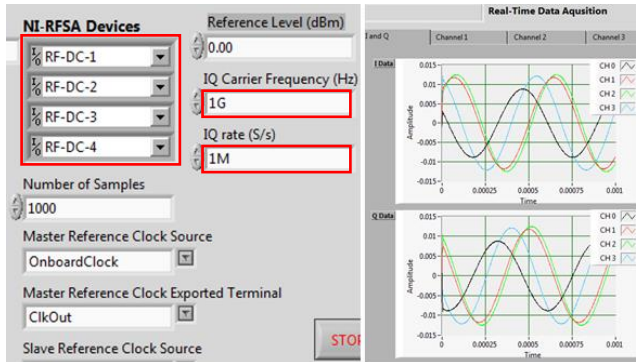 NI-RFSA Devices
RF-DC-1
RF-DC-2
RF-DC-3
RF-DC-4
Reference Level (dBm)
0.00
IQ Carrier Frequency (Hz)
1G
IQ rate (S/s)
1M
Number of Samples
1000
Master Reference Clock Source
OnboardClock
Master Reference Clock Exported Terminal
ClkOut
Slave Reference Clock Source
STOP
Real-Time Data Aqusition
I and Q
Channel 1
Channel 2
Channel 3
I Data
CH 0
CH 1
CH 2
CH 3
Amplitude
0.015-
0.01-
0.005-
0-
-0.005-
-0.01-
-0.015-
0
0.00025
0.0005
0.00075
0.001
Time
Q Data
CH 0
CH 1
CH 2
CH 3
Amplitude
0.015-
0.01-
0.005-
0-
-0.005-
-0.01-
-0.015-
0
0.00025
0.0005
0.00075
0.001
Time